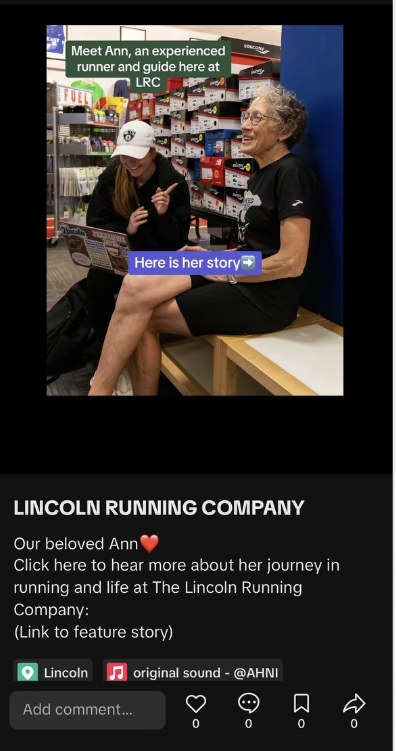 Meet Ann, an experienced
runner and guide here at
LRC
FUEL
Here is her story➡️
LINCOLN RUNNING COMPANY
Our beloved Ann❤️
Click here to hear more about her journey in
running and life at The Lincoln Running
Company:
(Link to feature story)
Lincoln
original sound - @AHNI
Add comment...
0
0
0
0